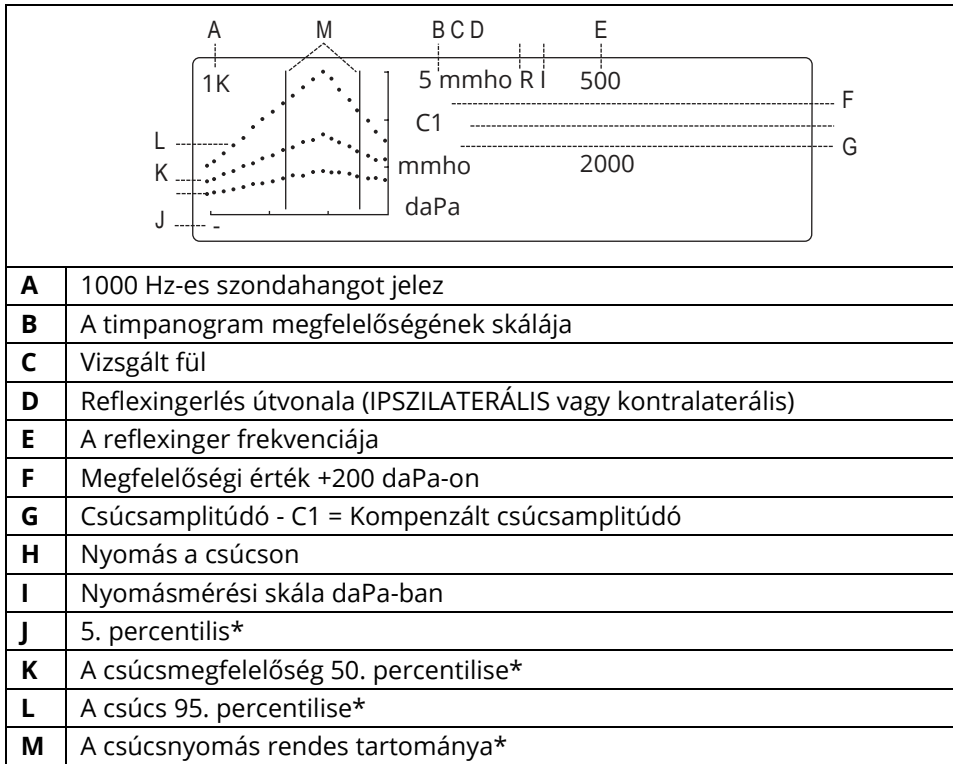 A M B C D E
1K 5 mmho R I 500
F
C1
L G
K mmho 2000
daPa
J -
A 1000 Hz-es szondahangot jelez
B A timpanogram megfelelőségének skálája
C Vizsgált fül
D Reflexingerlés útvonala (IPSZILATERÁLIS vagy kontralaterális)
E A reflexinger frekvenciája
F Megfelelőségi érték +200 daPa-on
G Csúcsamplitúdó - C1 = Kompenzált csúcsamplitúdó
H Nyomás a csúcson
I Nyomásmérési skála daPa-ban
J 5. percentilis*
K A csúcsmegfelelőség 50. percentilise*
L A csúcs 95. percentilise*
M A csúcsnyomás rendes tartománya*